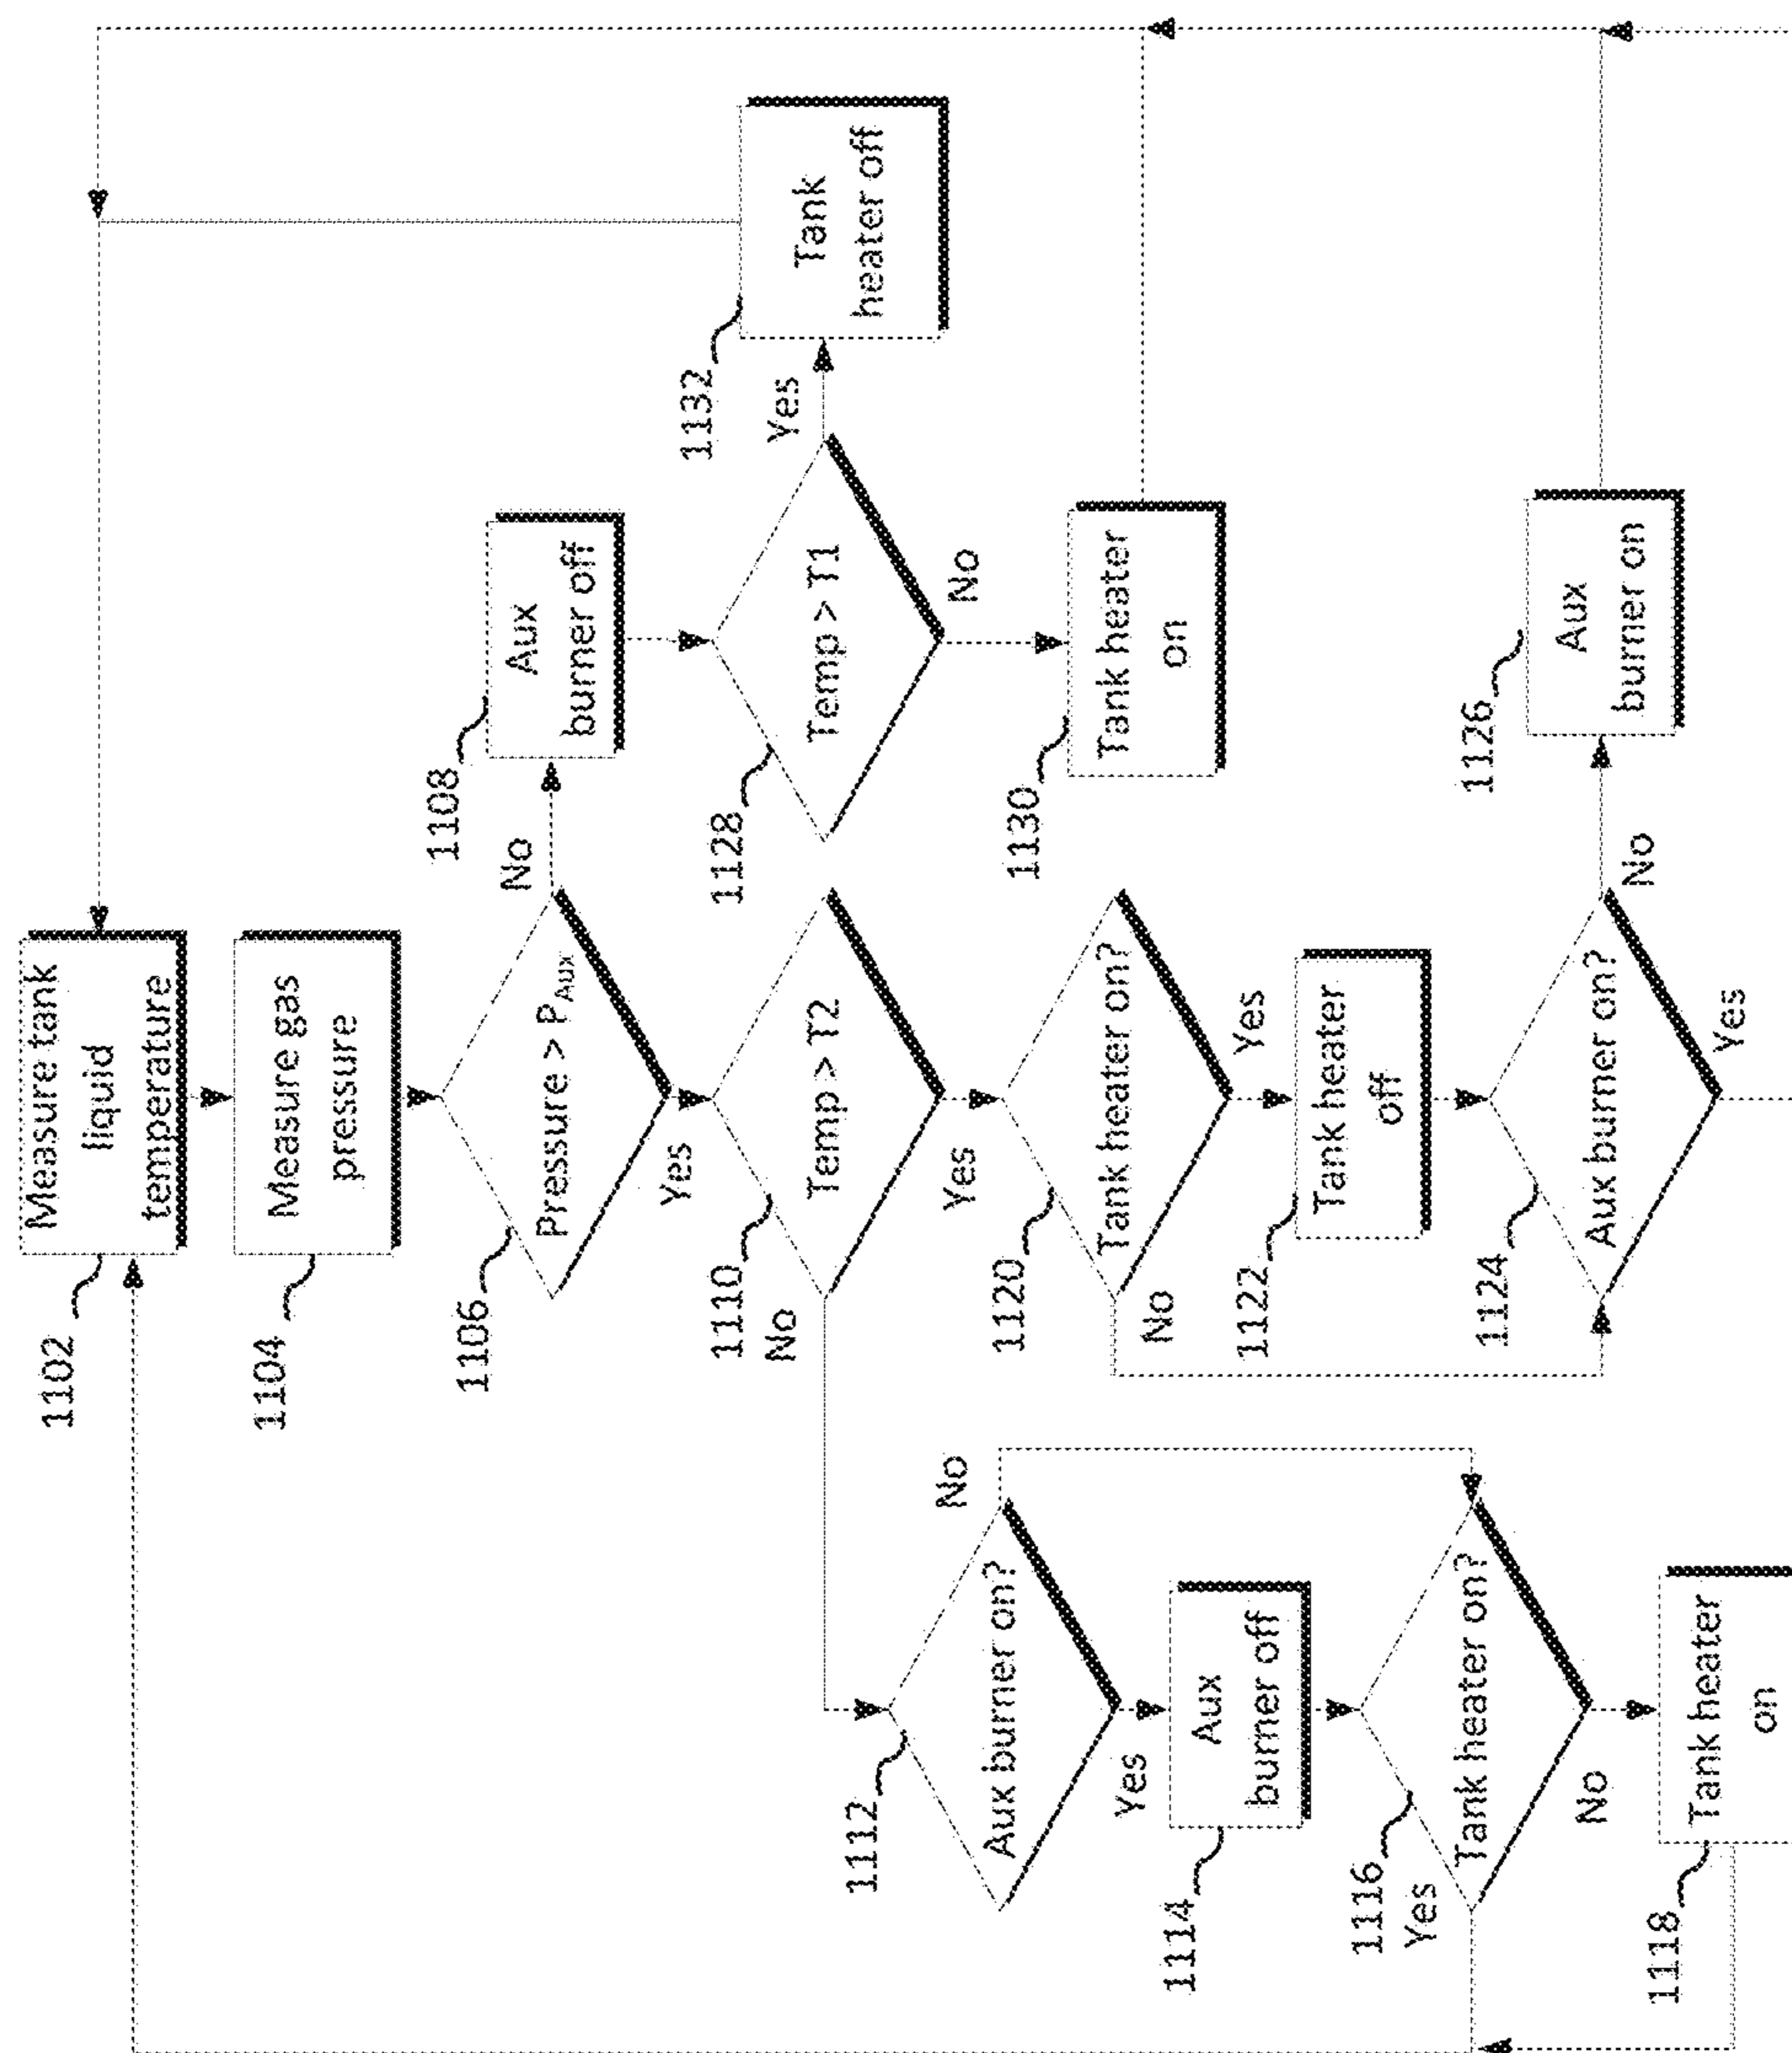 1102
Measure tank
liquid
temperature
1104
Measure gas
pressure
1106
Pressure > PAux
No
Yes
1108
Aux
burner off
1110
Temp > T2
No
Yes
1128
Temp > T1
Yes
No
1132
Tank
heater off
1130
Tank heater
on
1112
Aux burner on?
No
Yes
1120
Tank heater on?
No
Yes
1114
Aux
burner off
1122
Tank heater
off
1116
Tank heater on?
Yes
No
1124
Aux burner on?
No
Yes
1126
Aux
burner on
1118
Tank heater
on